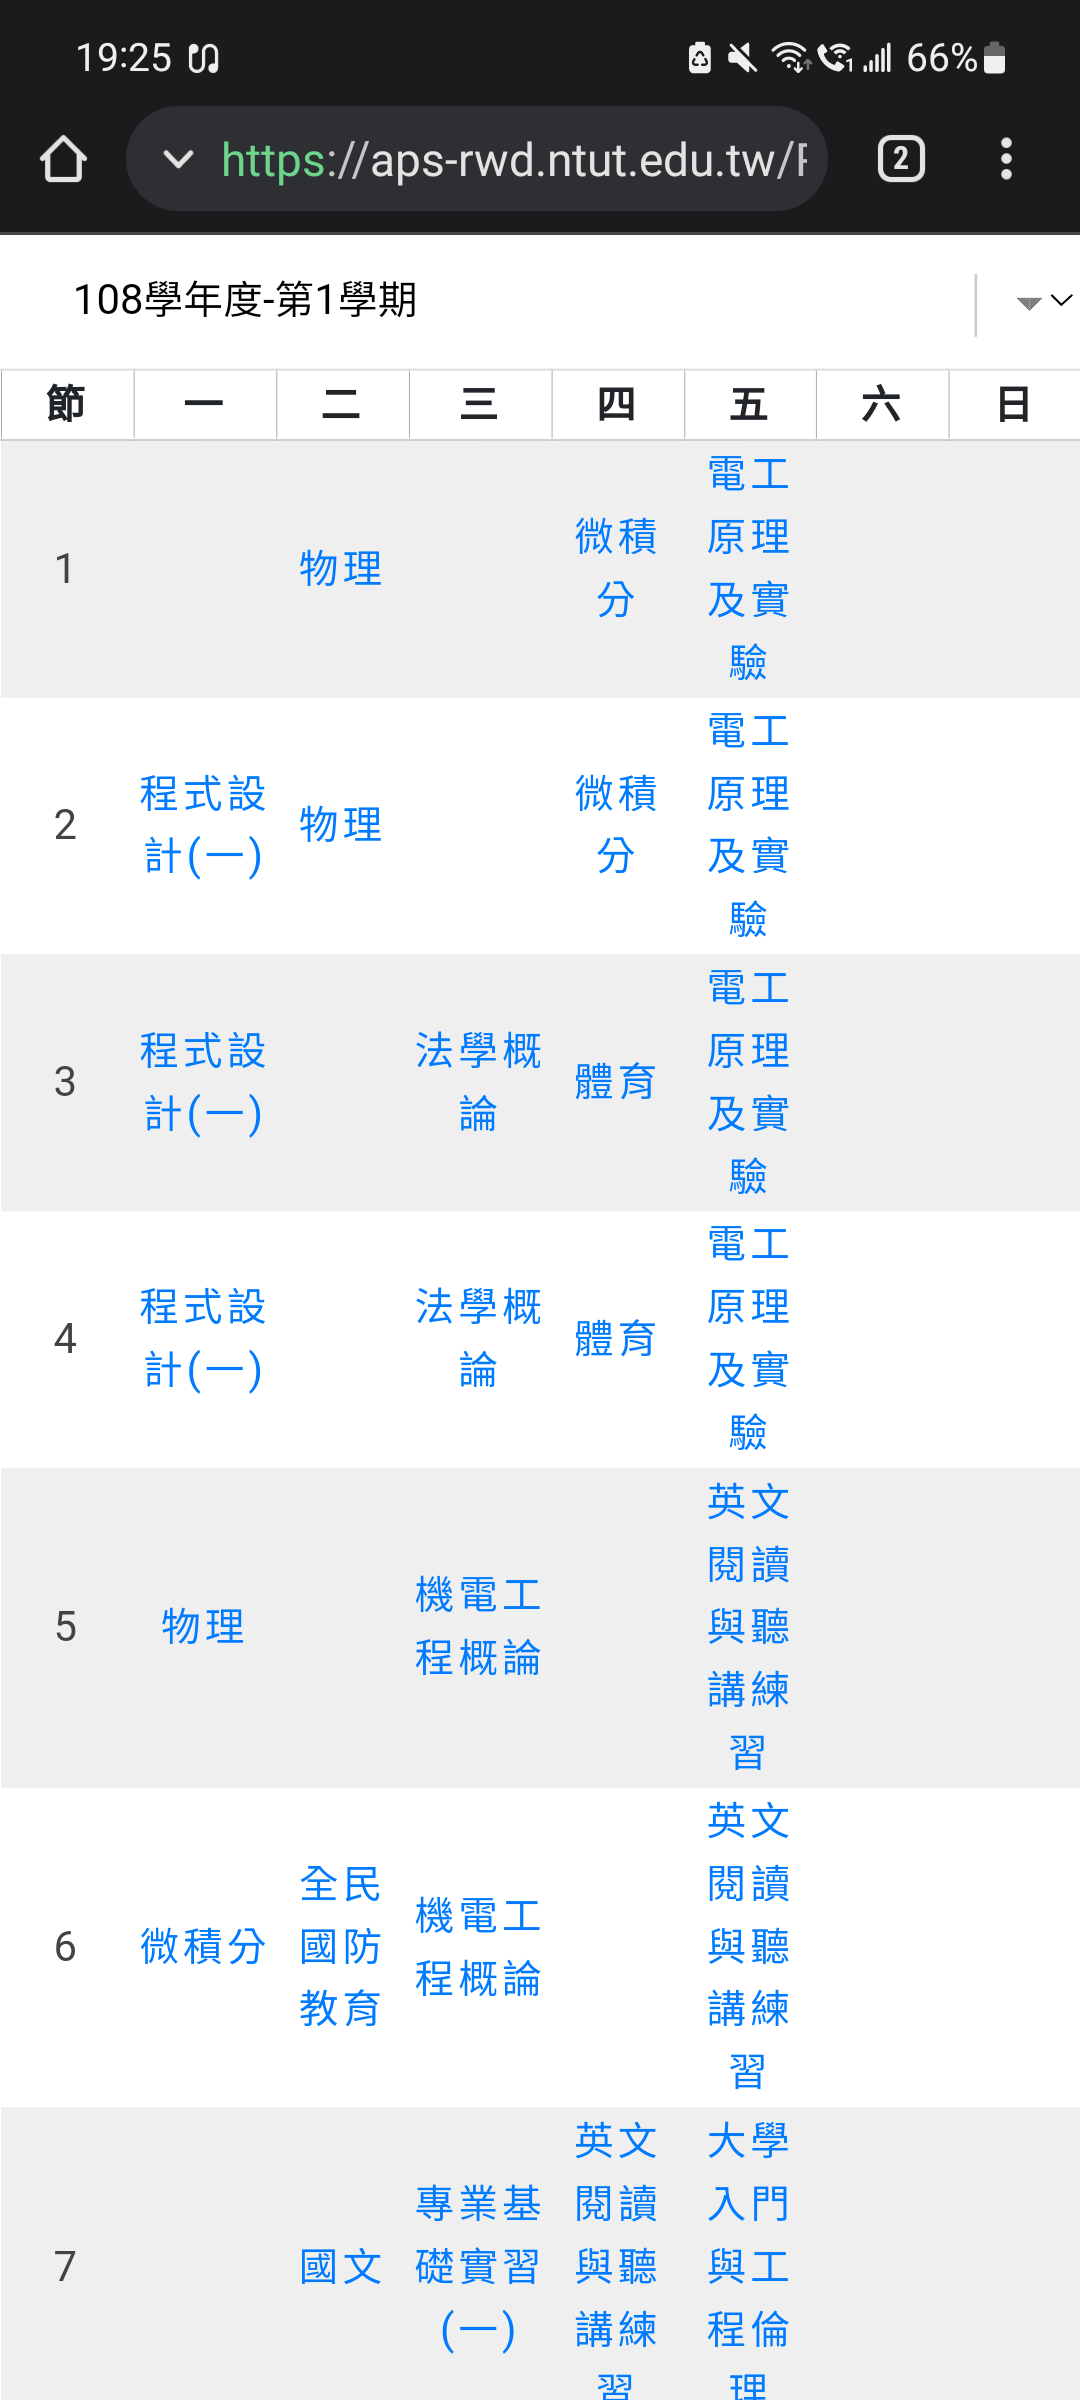 19:25
66%
https://aps-rwd.ntut.edu.tw/
2
108學年度-第1學期
節 一 二 三 四 五 六 日
1
物理
微積
分
電工
原理
及實
驗
2
程式設
計(一)
物理
微積
分
電工
原理
及實
驗
3
程式設
計(一)
法學概
論
體育
電工
原理
及實
驗
4
程式設
計(一)
法學概
論
體育
電工
原理
及實
驗
5
物理
機電工
程概論
英文
閱讀
與聽
講練
習
6
微積分
全民
國防
教育
機電工
程概論
英文
閱讀
與聽
講練
習
7
國文
專業基
礎實習
(一)
英文
閱讀
與聽
講練
習
大學
入門
與工
程倫
理